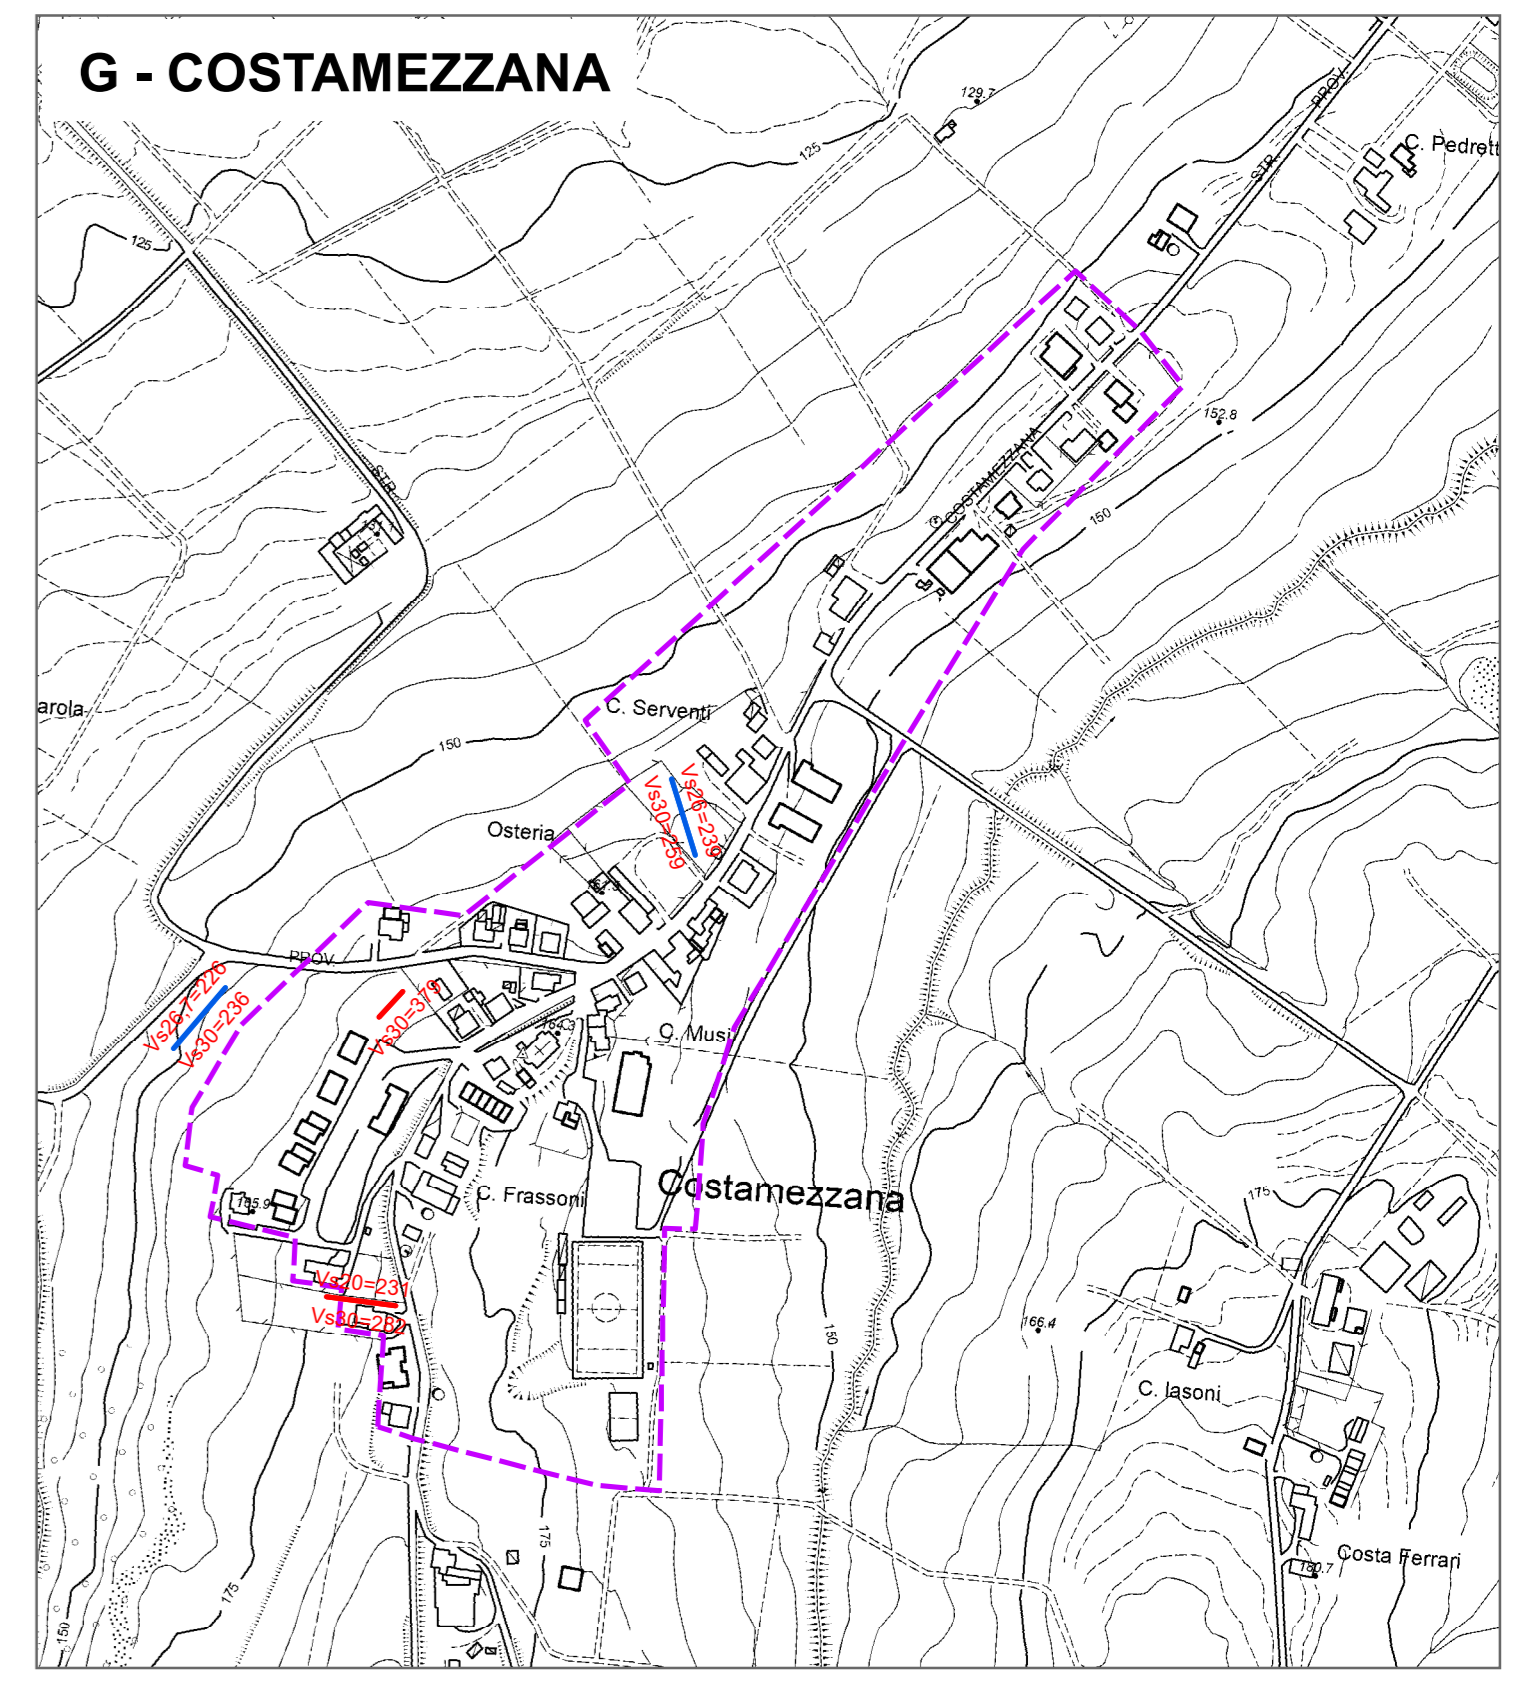 G - COSTAMEZZANA
129.7
PROV.
125
C. Pedrett
STR.
125
152.8
COSTAMEZZANA
STR.
150
arola
C. Serventi
150
Vs26=239
Vs30=259
Osteria
PROV.
Vs26,7=226
Vs30=236
Vs30=379
C. Musi
Costamezzana
C. Frassoni
175
165.9
Vs20=231
Vs30=282
150
166.4
C. Iasoni
175
175
150
Costa Ferrari
180.7